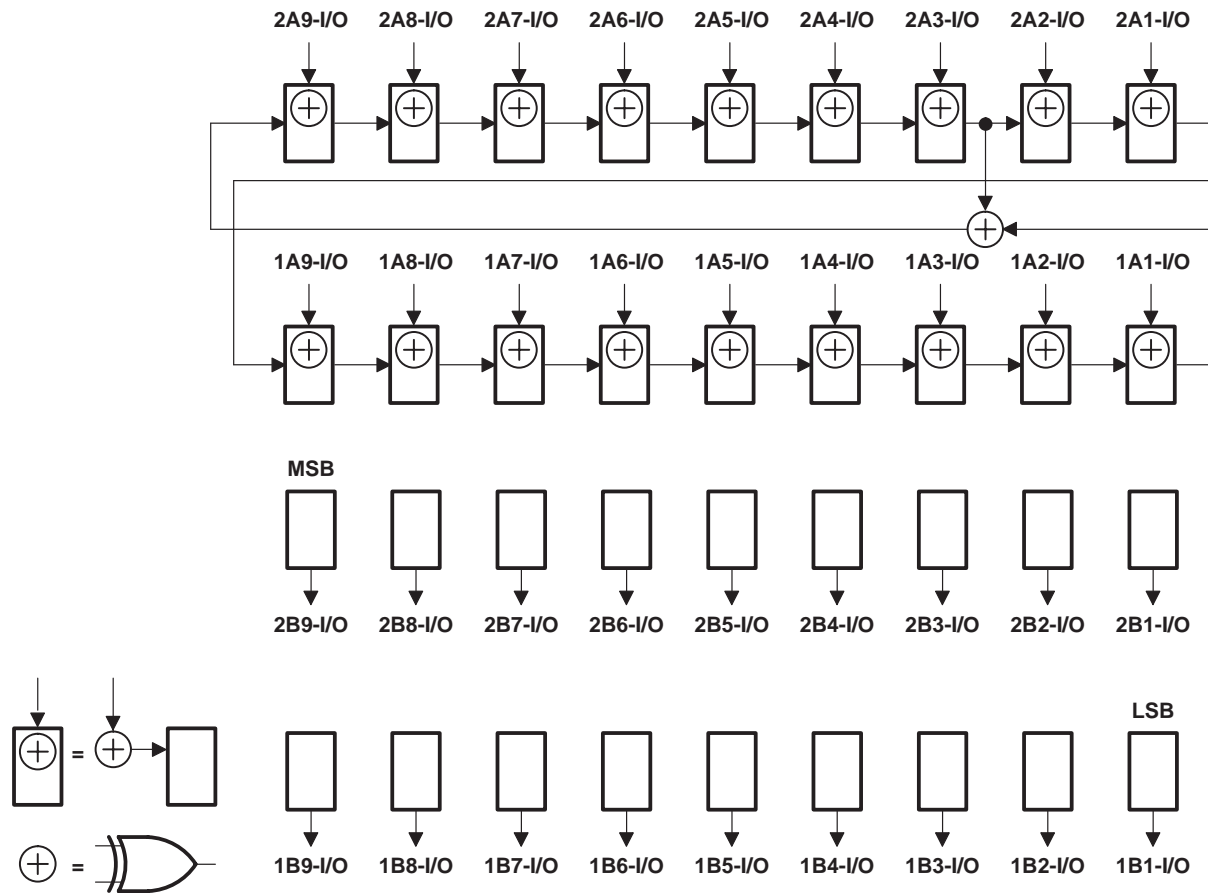 2A9-I/O 2A8-I/O 2A7-I/O 2A6-I/O 2A5-I/O 2A4-I/O 2A3-I/O 2A2-I/O 2A1-I/O
1A9-I/O 1A8-I/O 1A7-I/O 1A6-I/O 1A5-I/O 1A4-I/O 1A3-I/O 1A2-I/O 1A1-I/O
MSB
2B9-I/O 2B8-I/O 2B7-I/O 2B6-I/O 2B5-I/O 2B4-I/O 2B3-I/O 2B2-I/O 2B1-I/O
LSB
=
=
1B9-I/O 1B8-I/O 1B7-I/O 1B6-I/O 1B5-I/O 1B4-I/O 1B3-I/O 1B2-I/O 1B1-I/O